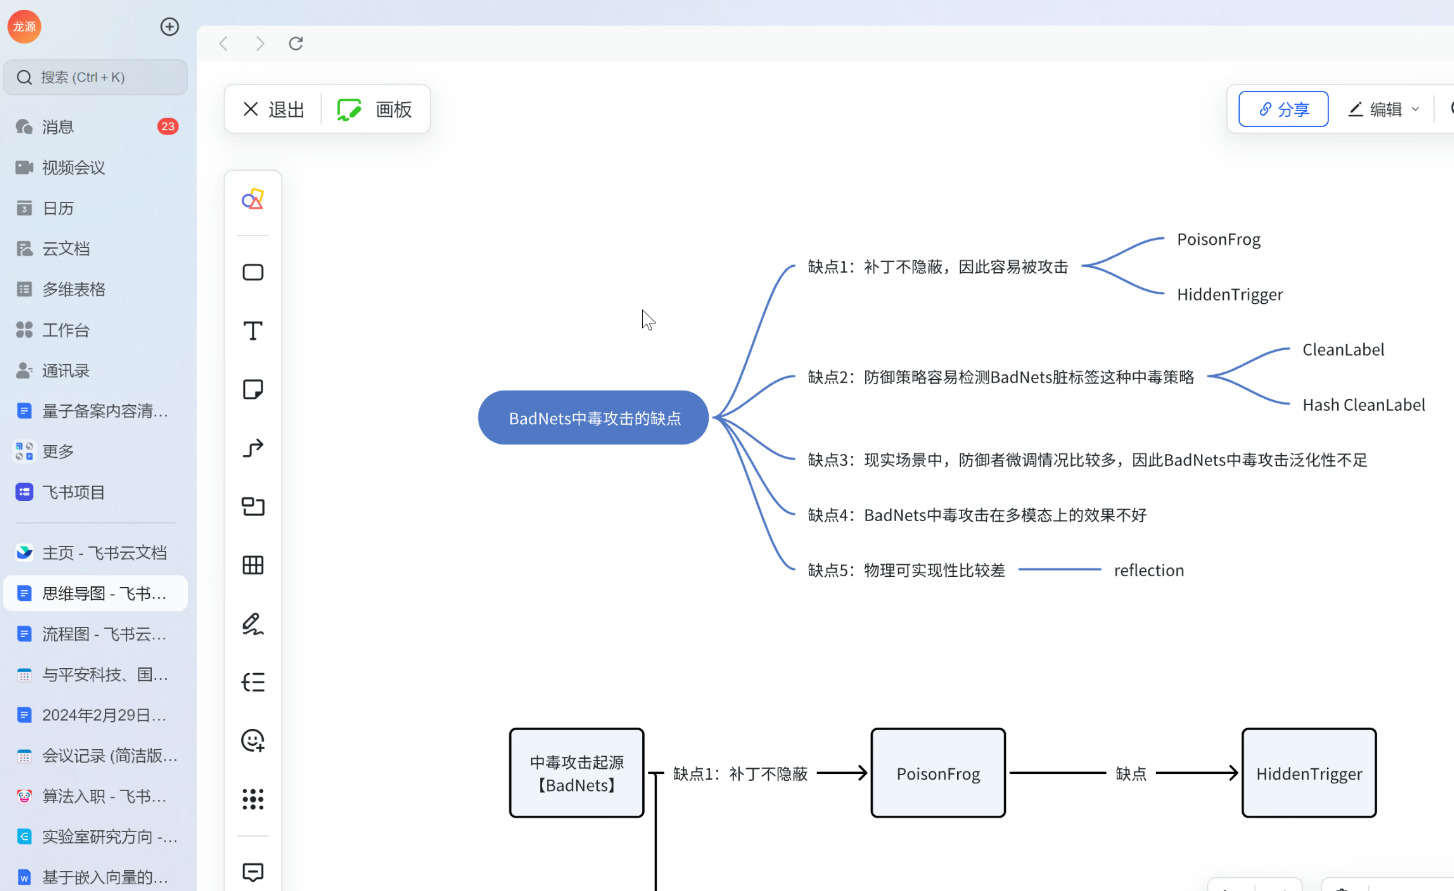 龙源
搜索 (Ctrl + K)
消息
23
视频会议
3
日历
云文档
多维表格
工作台
通讯录
量子备案内容清...
更多
飞书项目
主页 - 飞书云文档
思维导图 - 飞书...
流程图 - 飞书云...
与平安科技、国...
2024年2月29日...
会议记录 (简洁版...
算法入职 - 飞书...
实验室研究方向 -...
W
基于嵌入向量的...
退出
画板
分享
编辑
BadNets中毒攻击的缺点
缺点1：补丁不隐蔽，因此容易被攻击
PoisonFrog
HiddenTrigger
缺点2：防御策略容易检测BadNets脏标签这种中毒策略
CleanLabel
Hash CleanLabel
缺点3：现实场景中，防御者微调情况比较多，因此BadNets中毒攻击泛化性不足
缺点4：BadNets中毒攻击在多模态上的效果不好
缺点5：物理可实现性比较差
reflection
中毒攻击起源
【BadNets】
缺点1：补丁不隐蔽
PoisonFrog
缺点
HiddenTrigger